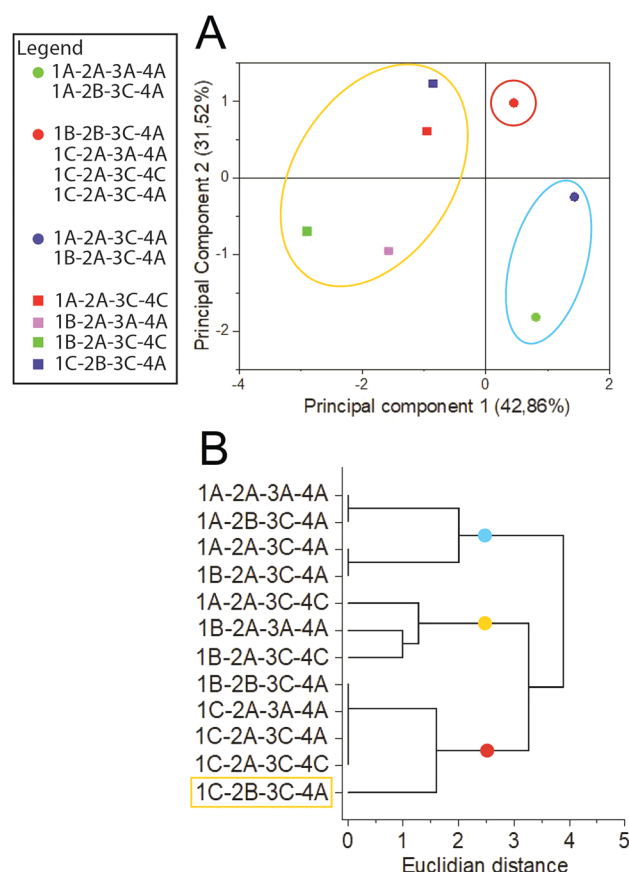 A
Legend
1A-2A-3A-4A
1A-2B-3C-4A
1B-2B-3C-4A
1C-2A-3A-4A
1C-2A-3C-4C
1C-2A-3C-4A
1A-2A-3C-4A
1B-2A-3C-4A
1A-2A-3C-4C
1B-2A-3A-4A
1B-2A-3C-4C
1C-2B-3C-4A
Principal Component 2 (31,52%)
1
0
-1
-2
-4
-2
0
2
Principal component 1 (42,86%)
B
1A-2A-3A-4A
1A-2B-3C-4A
1A-2A-3C-4A
1B-2A-3C-4A
1A-2A-3C-4C
1B-2A-3A-4A
1B-2A-3C-4C
1B-2B-3C-4A
1C-2A-3A-4A
1C-2A-3C-4A
1C-2A-3C-4C
1C-2B-3C-4A
0 1 2 3 4 5
Euclidian distance